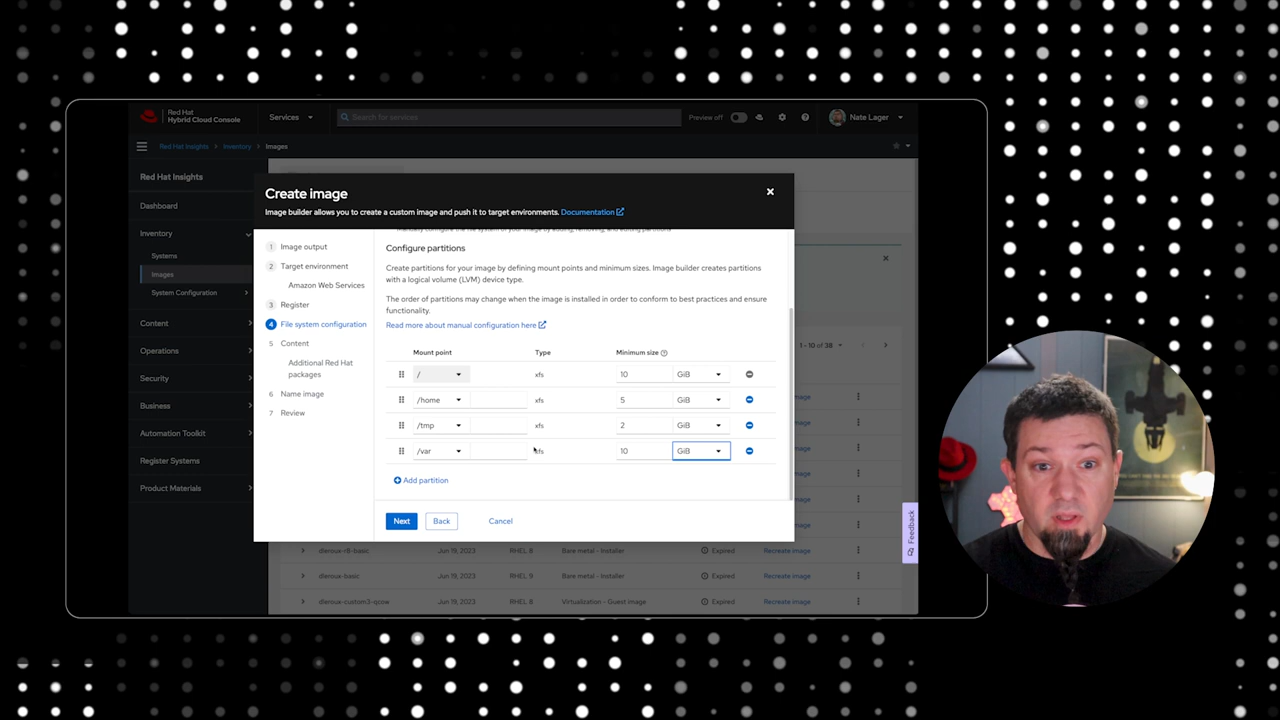 Red Hat
Hybrid Cloud Console
Services
Search for services
Preview off
Nate Lager
Red Hat Insights > Inventory > Images
Red Hat Insights
Dashboard
Inventory
Systems
Images
System Configuration
Content
Operations
Security
Business
Automation Toolkit
Register Systems
Product Materials
Create image
Image builder allows you to create a custom image and push it to target environments. Documentation
1 Image output
2 Target environment
Amazon Web Services
3 Register
4 File system configuration
5 Content
Additional Red Hat
packages
6 Name image
7 Review
Configure partitions
Create partitions for your image by defining mount points and minimum sizes. Image builder creates partitions
with a logical volume (LVM) device type.
The order of partitions may change when the image is installed in order to conform to best practices and ensure
functionality.
Read more about manual configuration here
Mount point Type Minimum size
/ xfs 10 GiB
/home xfs 5 GiB
/tmp xfs 2 GiB
/var xfs 10 GiB
Add partition
Next Back Cancel
1 - 10 of 38
Feedback
dleroux-r8-basic Jun 19, 2023 RHEL 8 Bare metal - Installer Expired Recreate image
dleroux-basic Jun 19, 2023 RHEL 9 Bare metal - Installer Expired Recreate image
Jun 19, 2023 RHEL 8 Virtualization - Guest image Expired Recreate image